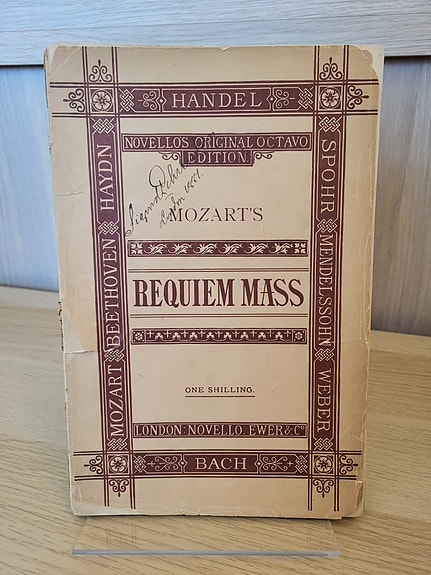 HANDEL
NOVELLO'S ORIGINAL OCTAVO
EDITION.
MOZART'S
REQUIEM MASS
ONE SHILLING.
LONDON: NOVELLO, EWER & Co.
BACH
MOZART BEETHOVEN HAYDN
SPOHR MENDELSSOHN WEBER